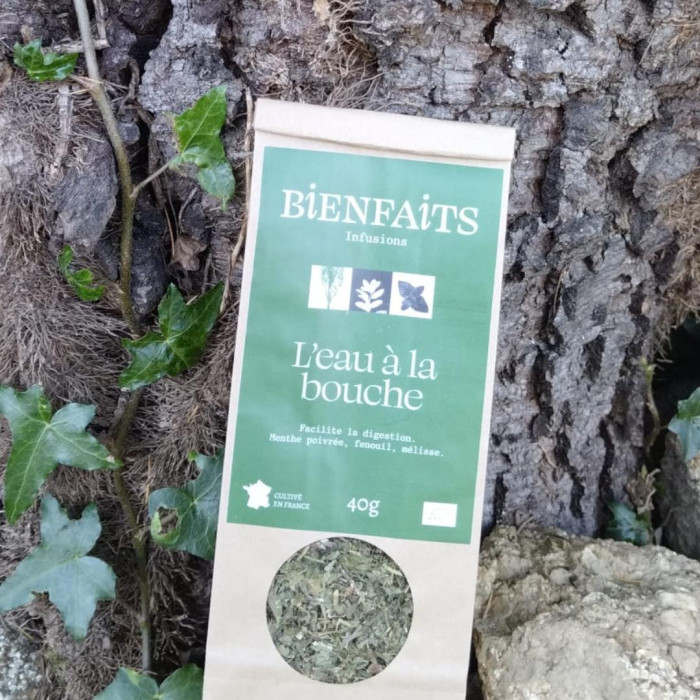 BiENFAiTS
Infusions
L'eau à la
bouche
Facilite la digestion.
Menthe poivrée, fenouil, mélisse.
CULTIVÉ
EN FRANCE
40g